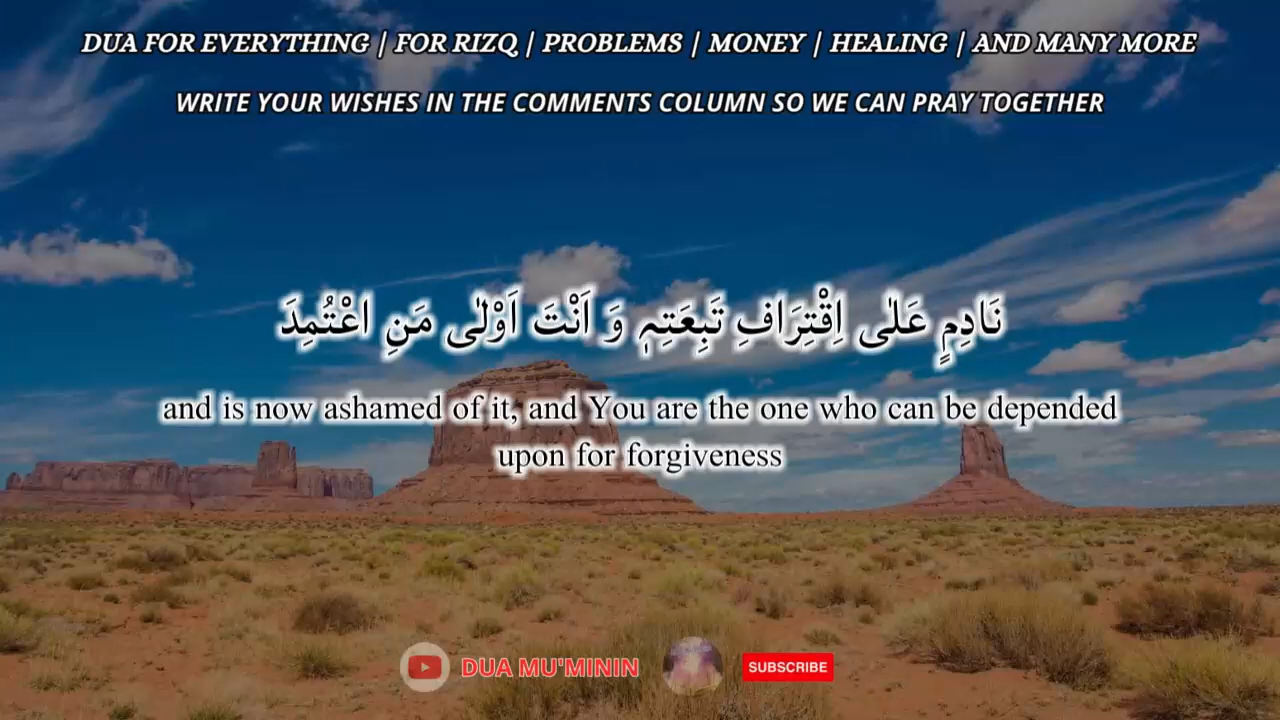 DUA FOR EVERYTHING | FOR RIZQ | PROBLEMS | MONEY | HEALING | AND MANY MORE
WRITE YOUR WISHES IN THE COMMENTS COLUMN SO WE CAN PRAY TOGETHER
نَادِمٍ عَلٰى اِقْتِرَافِ تَبِعَتِهٖ وَ اَنْتَ اَوْلٰى مَنِ اعْتُمِدَ
and is now ashamed of it, and You are the one who can be depended
upon for forgiveness
DUA MU'MININ
SUBSCRIBE